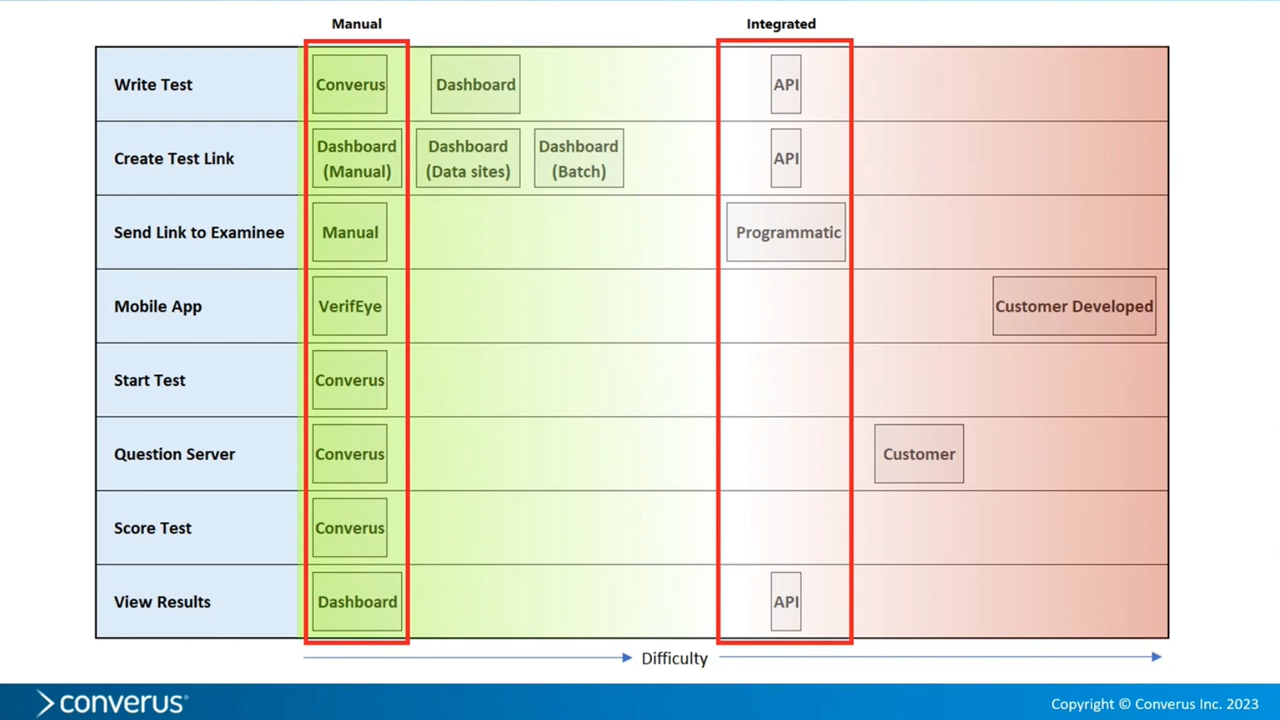 Manual Integrated
Write Test Converus Dashboard API
Create Test Link Dashboard (Manual) Dashboard (Data sites) Dashboard (Batch) API
Send Link to Examinee Manual Programmatic
Mobile App VerifEye Customer Developed
Start Test Converus
Question Server Converus Customer
Score Test Converus
View Results Dashboard API
Difficulty
converus® Copyright © Converus Inc. 2023